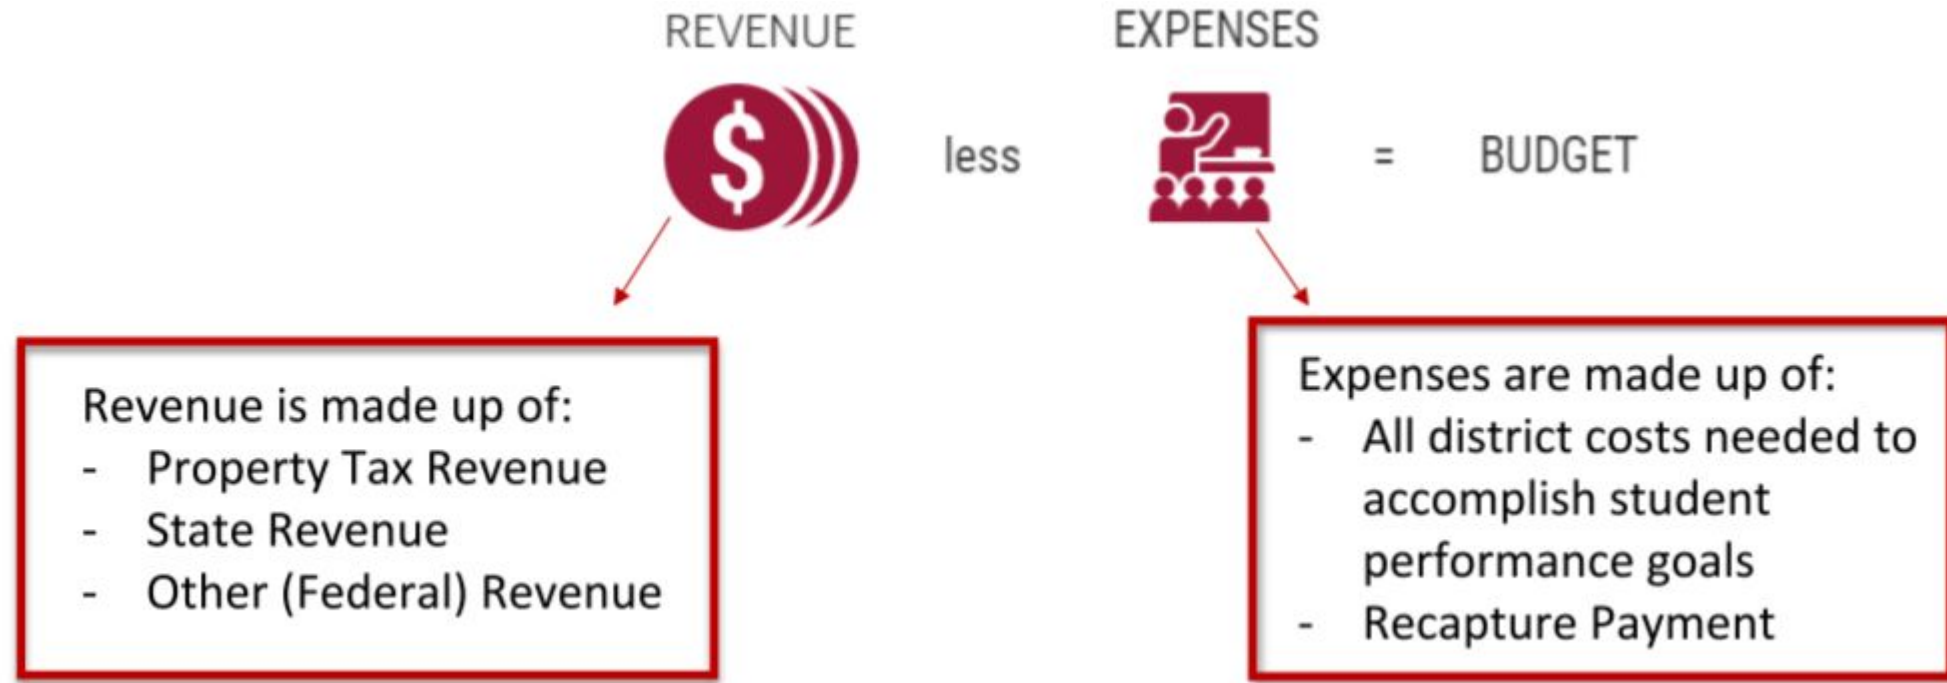 REVENUE
EXPENSES
$
less
=
BUDGET
Revenue is made up of:
- Property Tax Revenue
- State Revenue
- Other (Federal) Revenue
Expenses are made up of:
- All district costs needed to
accomplish student
performance goals
- Recapture Payment